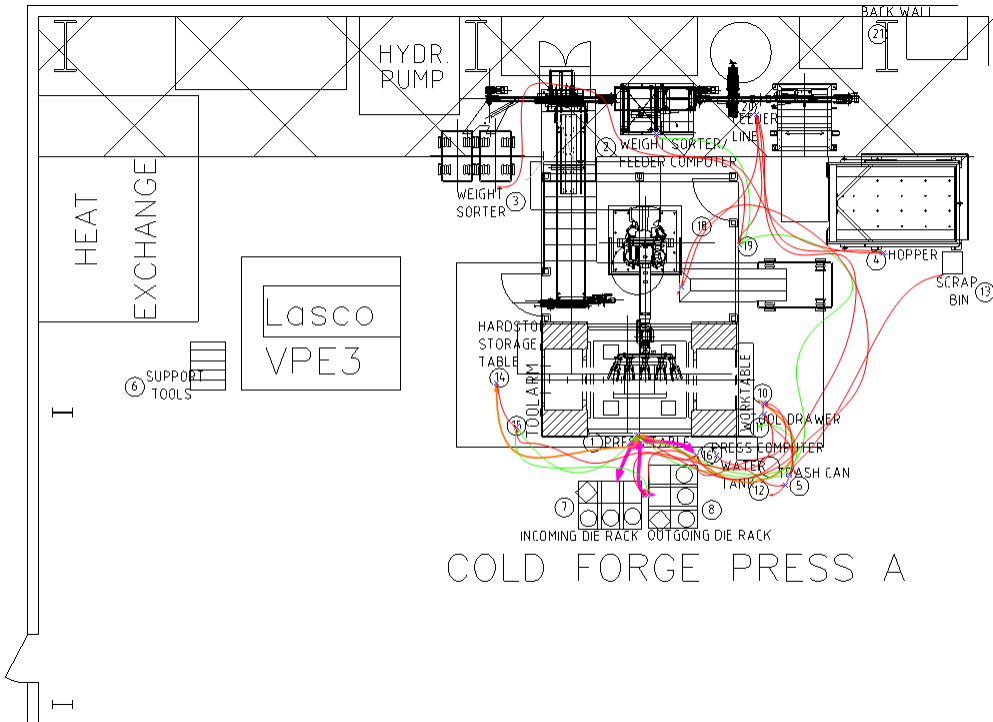 BACK WALL
21
HYDR.
PUMP
20
FEEDER
LINE
2 WEIGH SORTER/
FEEDER COMPUTER
WEIGHT
SORTER 3
HEAT
EXCHANGE
18
19
4 HOPPER
SCRAP
BIN 13
Lasco
VPE3
HARDSTOP
STORAGE
TABLE
14
6 SUPPORT
TOOLS
TOOLARM
WORKTABLE
15
10
11 TOOL DRAWER
1 PRESS TABLE
16 PRESS COMPUTER
WATER
TANK 12
TRASH CAN
5
7
8
INCOMING DIE RACK
OUTGOING DIE RACK
COLD FORGE PRESS A